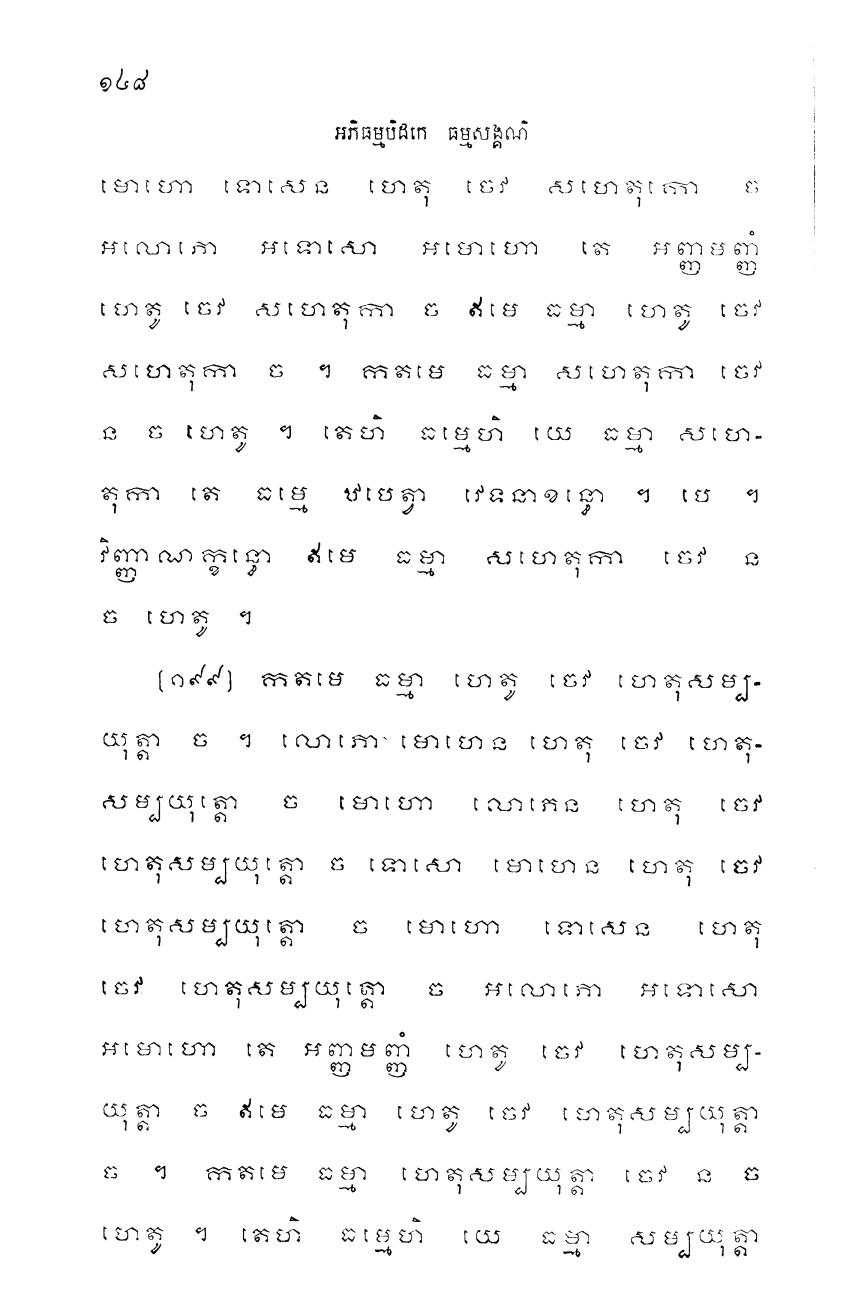 ១៤៨
អភិធម្មបិដកេ ធម្មសង្គណិ
មោហោ ទោសេន ហេតុ ចេវ សហេតុកោ ច
អលោភោ អទោសោ អមោហោ តេ អញ្ញមញ្ញំ
ហេតូ ចេវ សហេតុកា ច ឥមេ ធម្មា ហេតូ ចេវ
សហេតុកា ច ។ កតមេ ធម្មា សហេតុកា ចេវ
ន ច ហេតូ ។ តេហិ ធម្មេហិ យេ ធម្មា សហេ-
តុកា តេ ធម្មេ ឋបេត្វា វេទនាខន្ធោ ។ បេ ។
វិញ្ញាណក្ខន្ធោ ឥមេ ធម្មា សហេតុកា ចេវ ន
ច ហេតូ ។
[១៩៩] កតមេ ធម្មា ហេតូ ចេវ ហេតុសម្ប-
យុត្តា ច ។ លោភោ មោហេន ហេតុ ចេវ ហេតុ-
សម្បយុត្តោ ច មោហោ លោភេន ហេតុ ចេវ
ហេតុសម្បយុត្តោ ច ទោសោ មោហេន ហេតុ ចេវ
ហេតុសម្បយុត្តោ ច មោហោ ទោសេន ហេតុ
ចេវ ហេតុសម្បយុត្តោ ច អលោភោ អទោសោ
អមោហោ តេ អញ្ញមញ្ញំ ហេតូ ចេវ ហេតុសម្ប-
យុត្តា ច ឥមេ ធម្មា ហេតូ ចេវ ហេតុសម្បយុត្តា
ច ។ កតមេ ធម្មា ហេតុសម្បយុត្តា ចេវ ន ច
ហេតូ ។ តេហិ ធម្មេហិ យេ ធម្មា សម្បយុត្តា